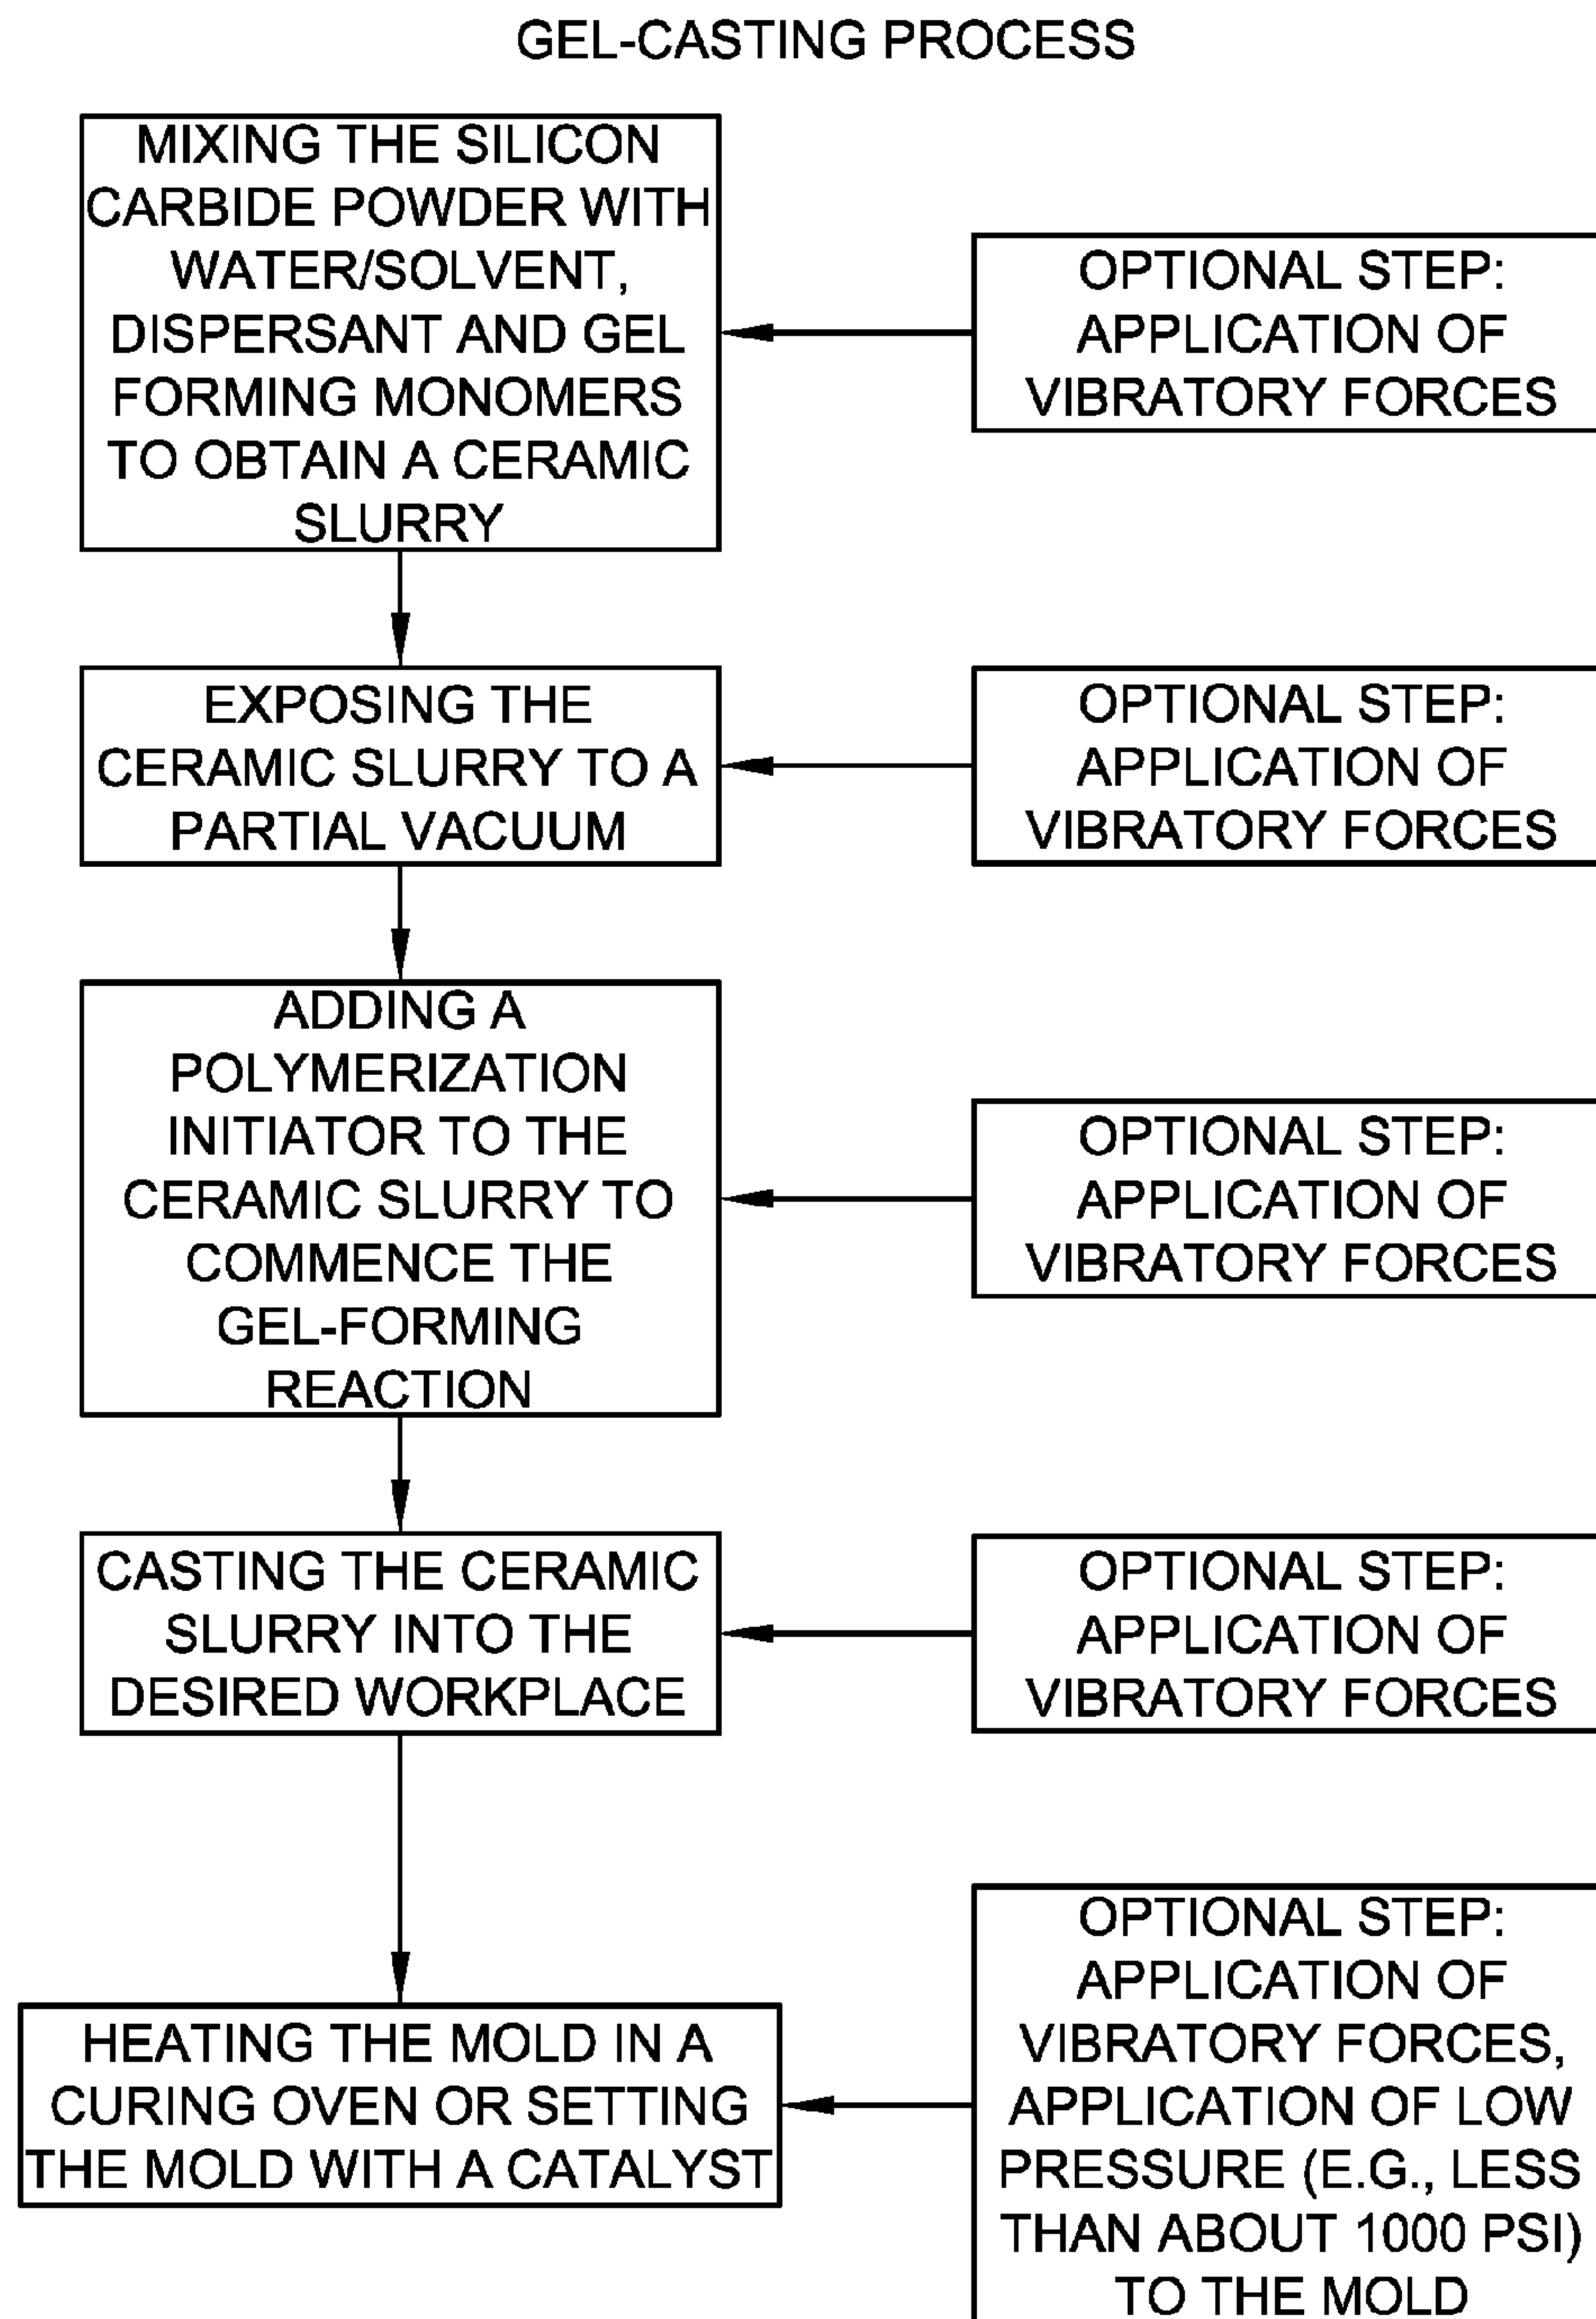 GEL-CASTING PROCESS
MIXING THE SILICON
CARBIDE POWDER WITH
WATER/SOLVENT,
DISPERSANT AND GEL
FORMING MONOMERS
TO OBTAIN A CERAMIC
SLURRY
OPTIONAL STEP:
APPLICATION OF
VIBRATORY FORCES
EXPOSING THE
CERAMIC SLURRY TO A
PARTIAL VACUUM
OPTIONAL STEP:
APPLICATION OF
VIBRATORY FORCES
ADDING A
POLYMERIZATION
INITIATOR TO THE
CERAMIC SLURRY TO
COMMENCE THE
GEL-FORMING
REACTION
OPTIONAL STEP:
APPLICATION OF
VIBRATORY FORCES
CASTING THE CERAMIC
SLURRY INTO THE
DESIRED WORKPLACE
OPTIONAL STEP:
APPLICATION OF
VIBRATORY FORCES
HEATING THE MOLD IN A
CURING OVEN OR SETTING
THE MOLD WITH A CATALYST
OPTIONAL STEP:
APPLICATION OF
VIBRATORY FORCES,
APPLICATION OF LOW
PRESSURE (E.G., LESS
THAN ABOUT 1000 PSI)
TO THE MOLD